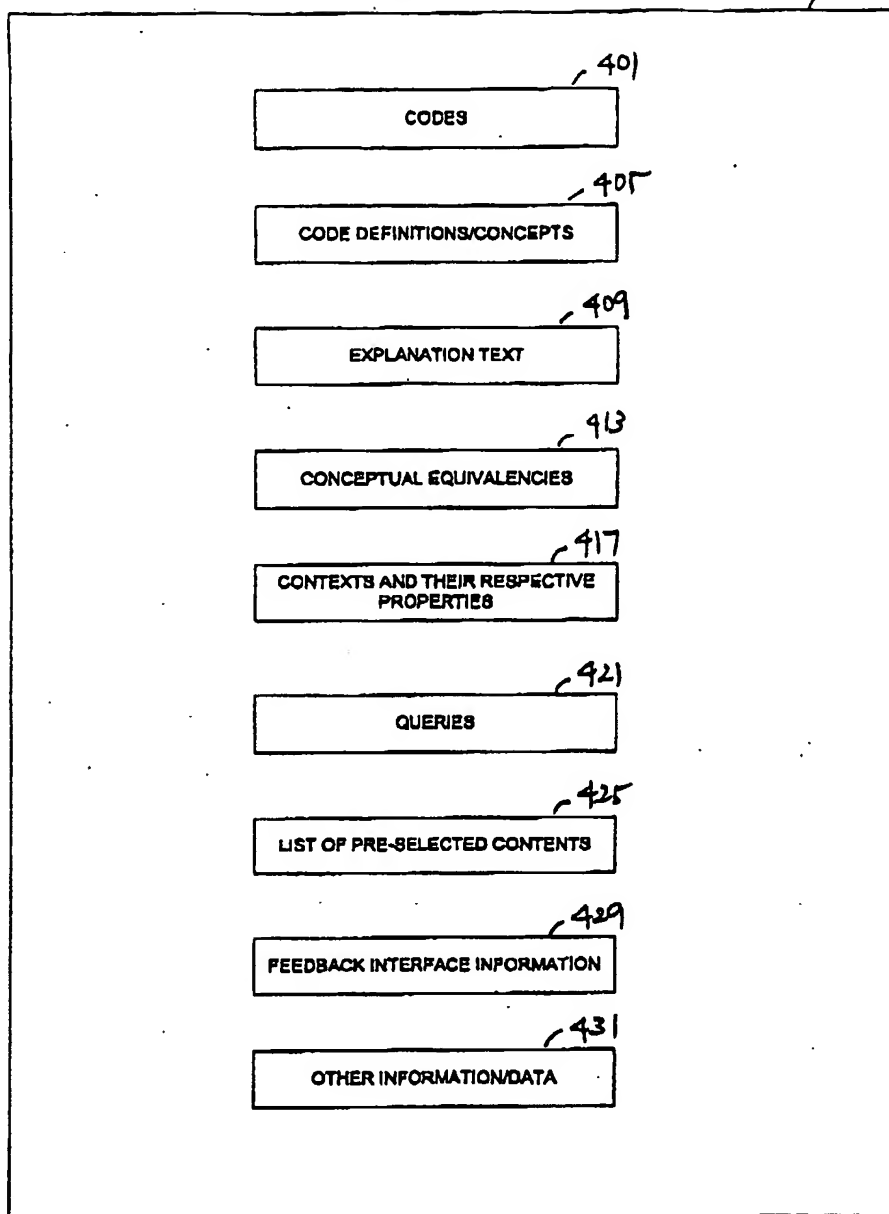 401
CODES
405
CODE DEFINITIONS/CONCEPTS
409
EXPLANATION TEXT
413
CONCEPTUAL EQUIVALENCIES
417
CONTEXTS AND THEIR RESPECTIVE
PROPERTIES
421
QUERIES
425
LIST OF PRE-SELECTED CONTENTS
429
FEEDBACK INTERFACE INFORMATION
431
OTHER INFORMATION/DATA